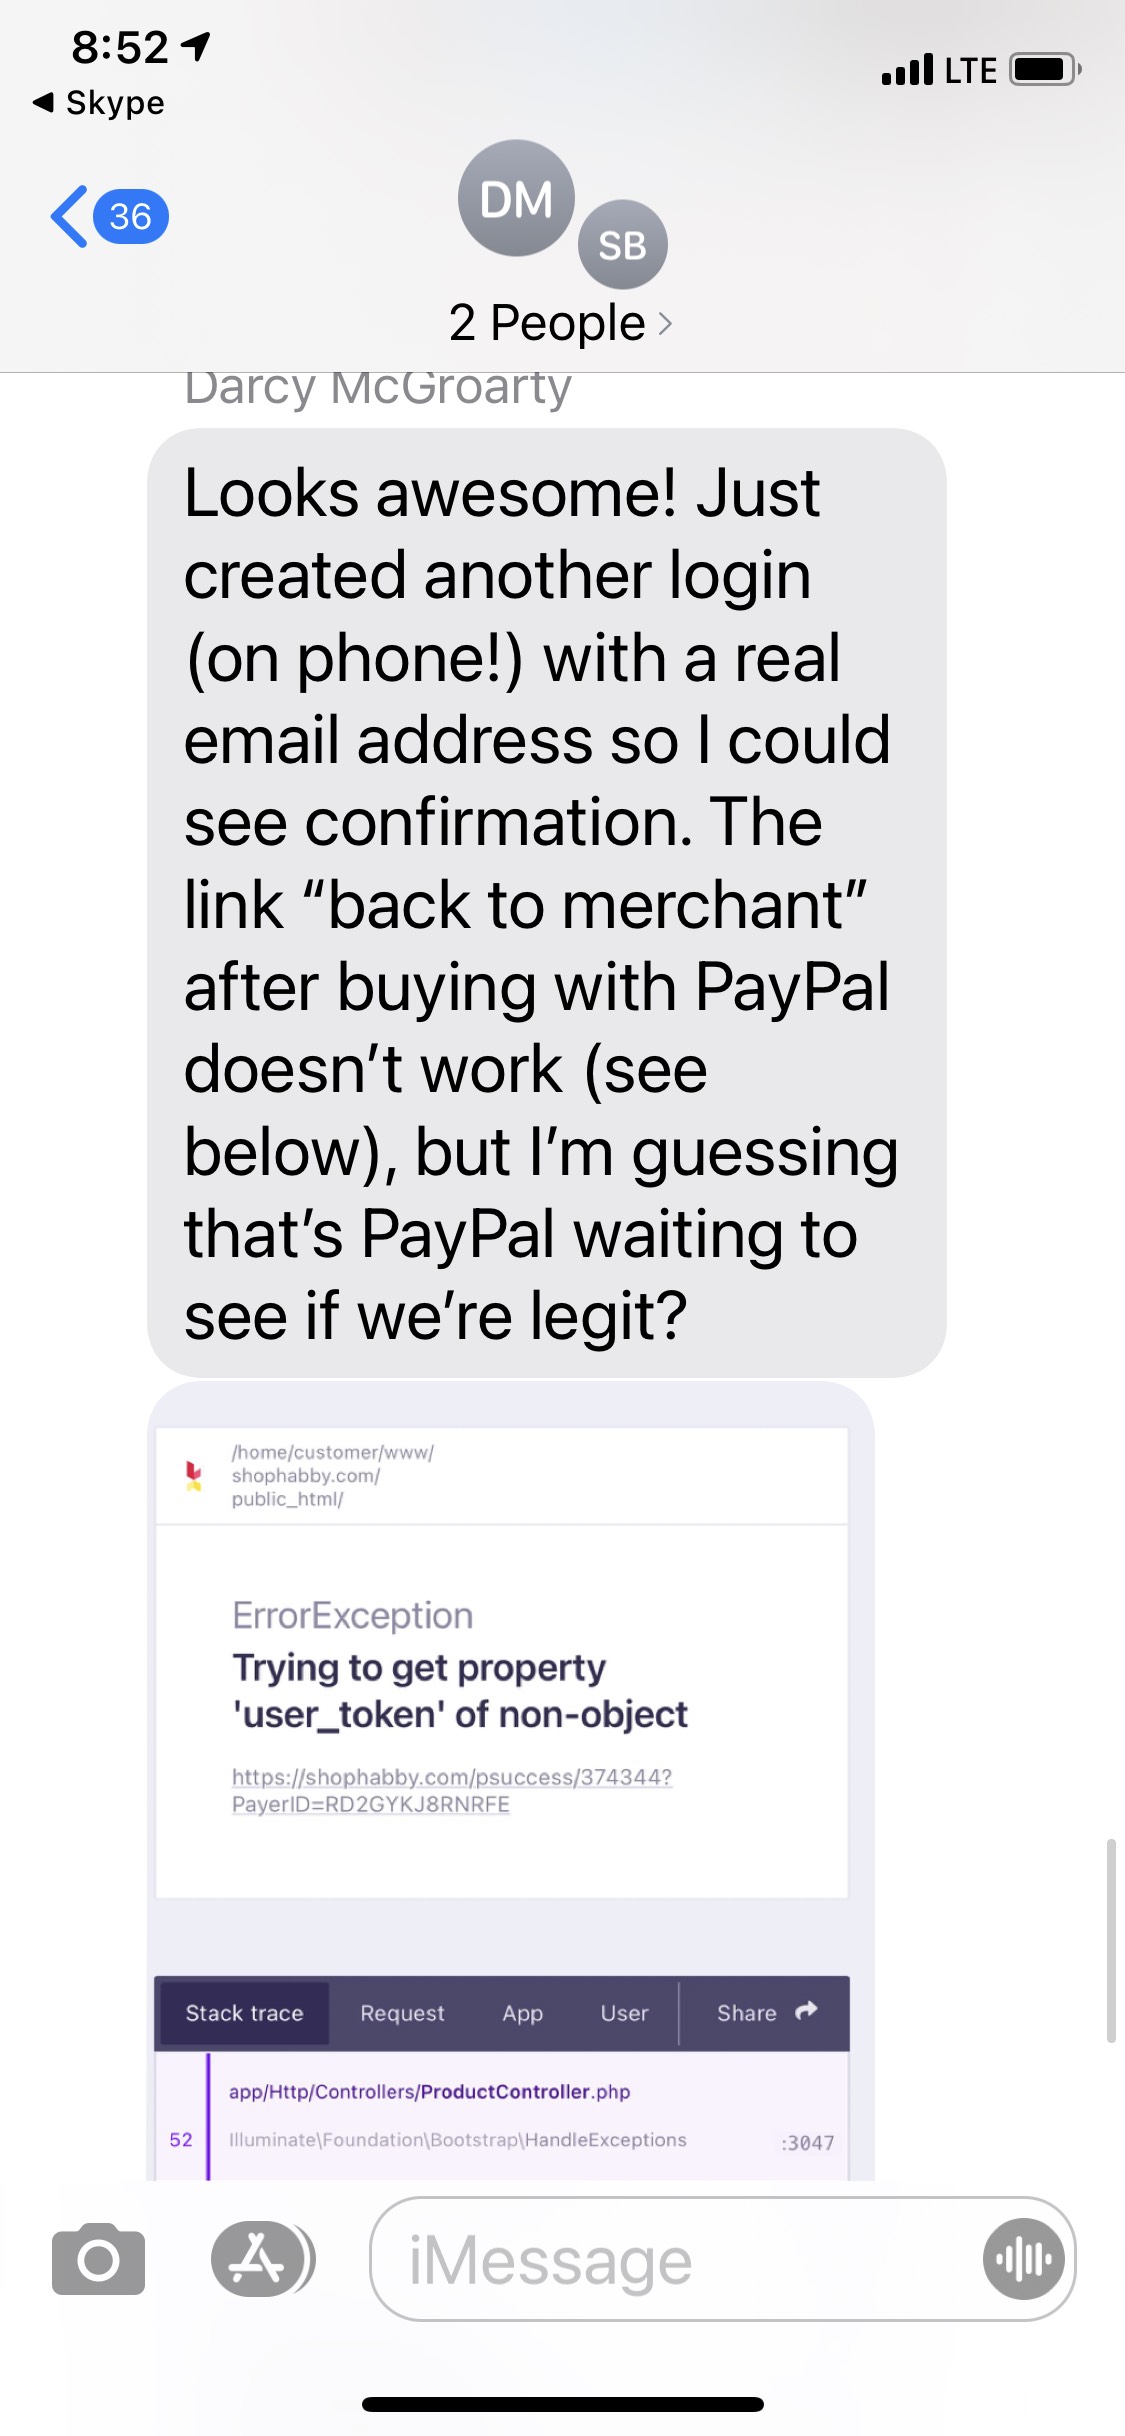 8:52
Skype
36
DM
SB
2 People
Darcy McGroarty
Looks awesome! Just
created another login
(on phone!) with a real
email address so I could
see confirmation. The
link “back to merchant”
after buying with PayPal
doesn’t work (see
below), but I’m guessing
that’s PayPal waiting to
see if we’re legit?
/home/customer/www/
shophabby.com/
public_html/
ErrorException
Trying to get property
'user_token' of non-object
https://shophabby.com/psuccess/374344?
PayerID=RD2GYKJ8RNRFE
Stack trace Request App User Share
app/Http/Controllers/ProductController.php
52 Illuminate\Foundation\Bootstrap\HandleExceptions :3047
iMessage
LTE